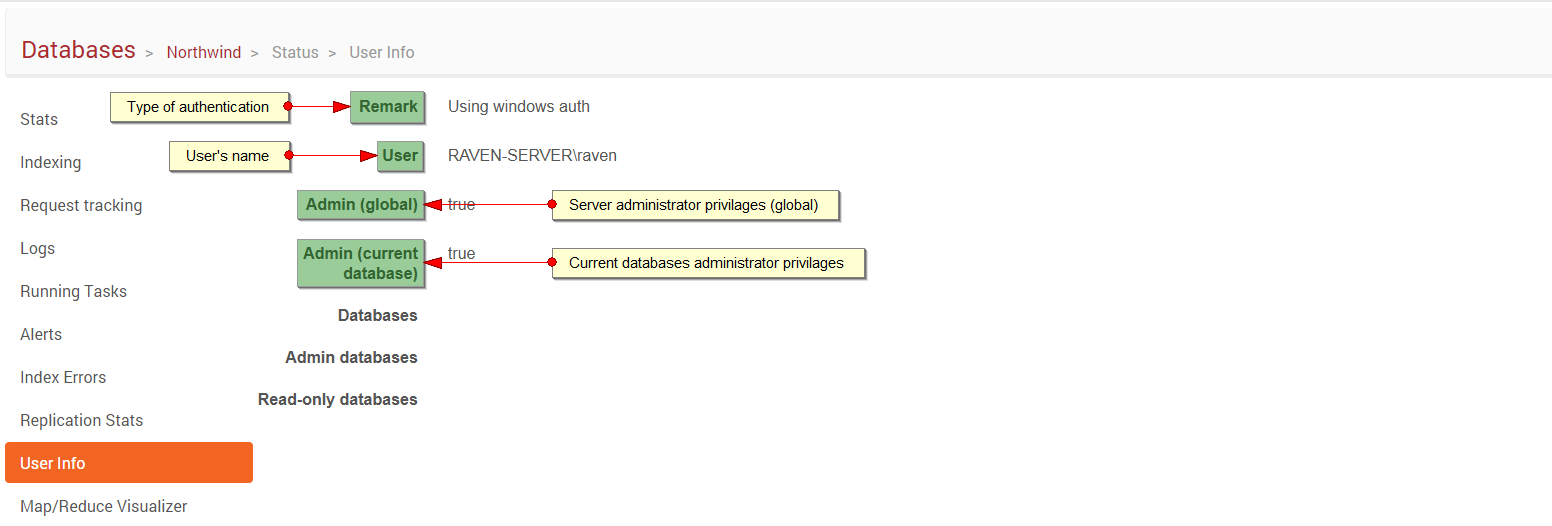 Databases > Northwind > Status > User Info
Stats
Indexing
Request tracking
Logs
Running Tasks
Alerts
Index Errors
Replication Stats
User Info
Map/Reduce Visualizer
Type of authentication Remark Using windows auth
User's name User RAVEN-SERVER\raven
Admin (global) true Server administrator privilages (global)
Admin (current
database) true Current databases administrator privilages
Databases
Admin databases
Read-only databases